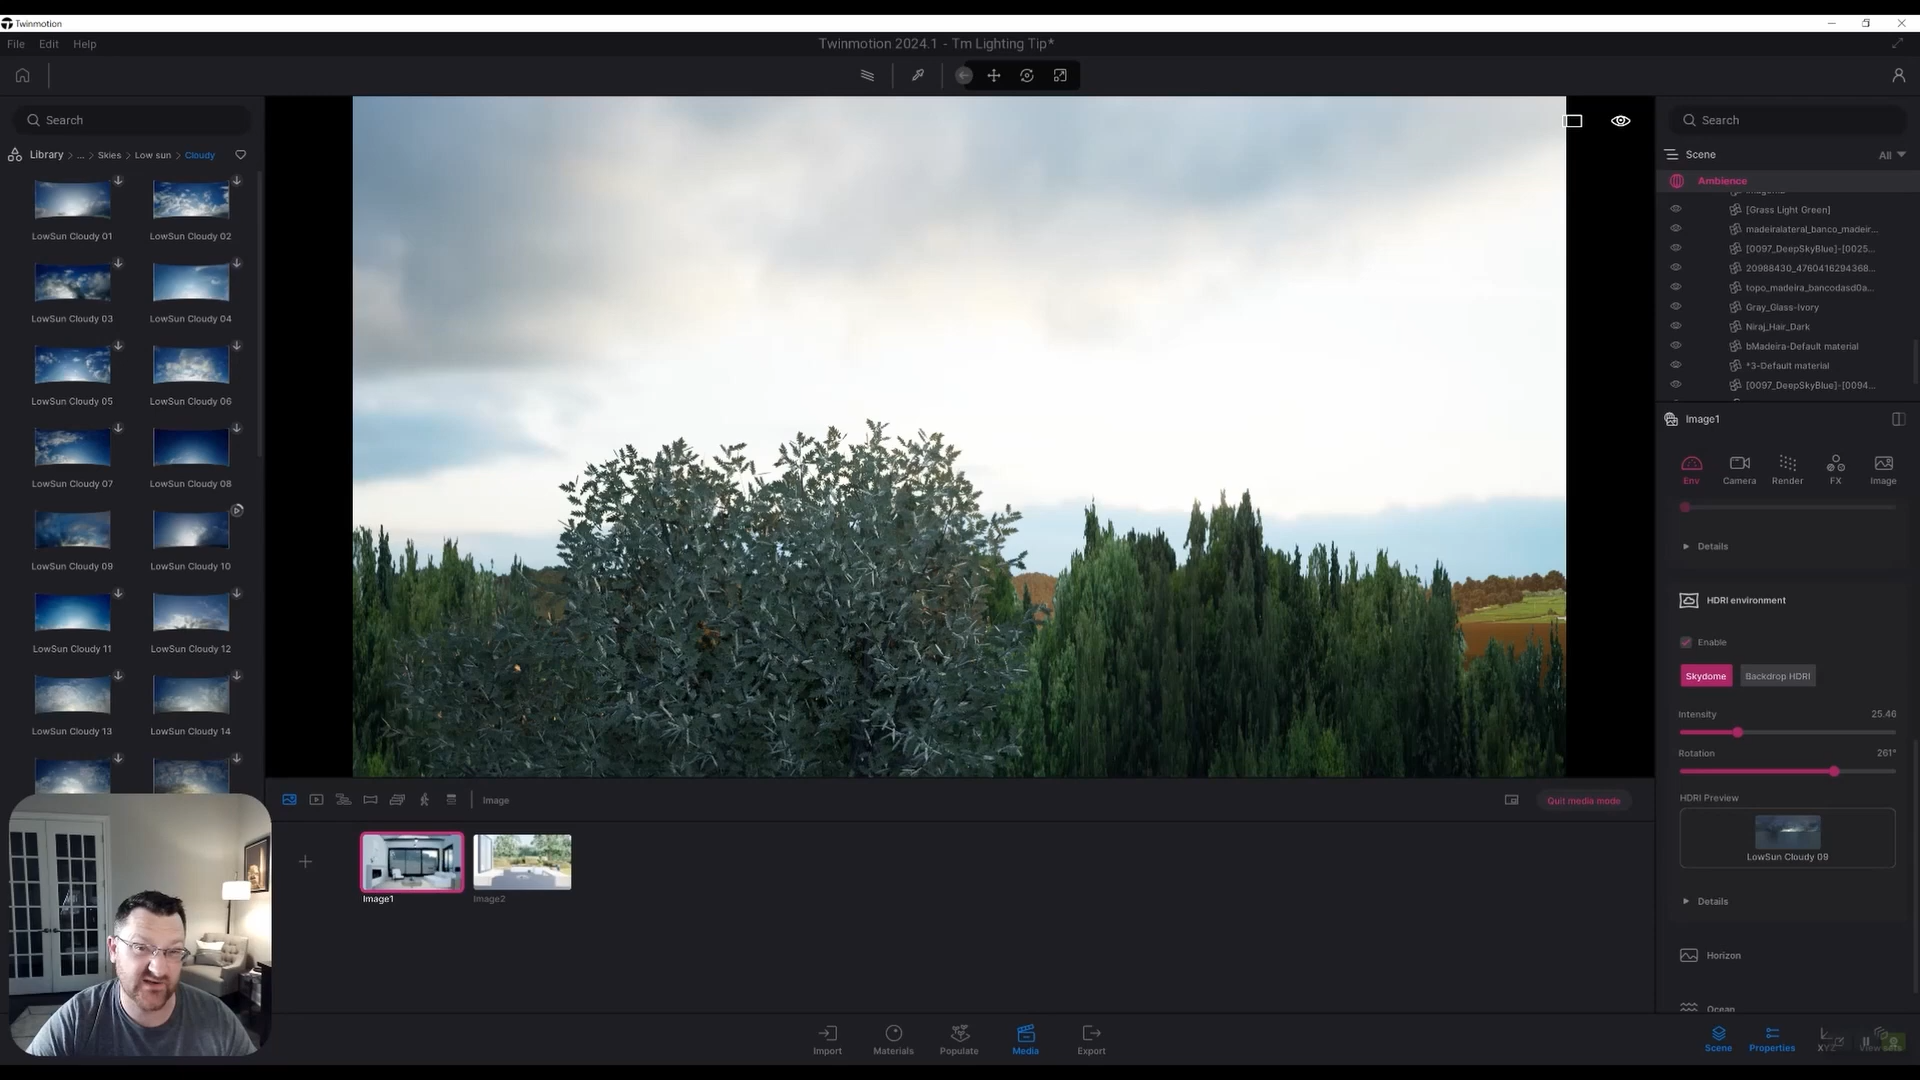 Twinmotion
File Edit Help
Twinmotion 2024.1 - Tm Lighting Tip*
Search
Library > ... > Skies > Low sun > Cloudy
LowSun Cloudy 01 LowSun Cloudy 02
LowSun Cloudy 03 LowSun Cloudy 04
LowSun Cloudy 05 LowSun Cloudy 06
LowSun Cloudy 07 LowSun Cloudy 08
LowSun Cloudy 09 LowSun Cloudy 10
LowSun Cloudy 11 LowSun Cloudy 12
LowSun Cloudy 13 LowSun Cloudy 14
Image
Quit media mode
Image1 Image2
Import Materials Populate Media Export
Search
Scene All
Ambience
[Grass Light Green]
madeiralateral_banco_madeir...
[0097_DeepSkyBlue]-[0025...
20988430_4760416294368...
topo_madeira_bancodasd0a...
Gray_Glass-Ivory
Niraj_Hair_Dark
bMadeira-Default material
*3-Default material
[0097_DeepSkyBlue]-[0094...
Image1
Env Camera Render FX Image
Details
HDRI environment
Enable
Skydome Backdrop HDRI
Intensity 25.46
Rotation 261°
HDRI Preview
LowSun Cloudy 09
Details
Horizon
Ocean
Scene Properties XYZ